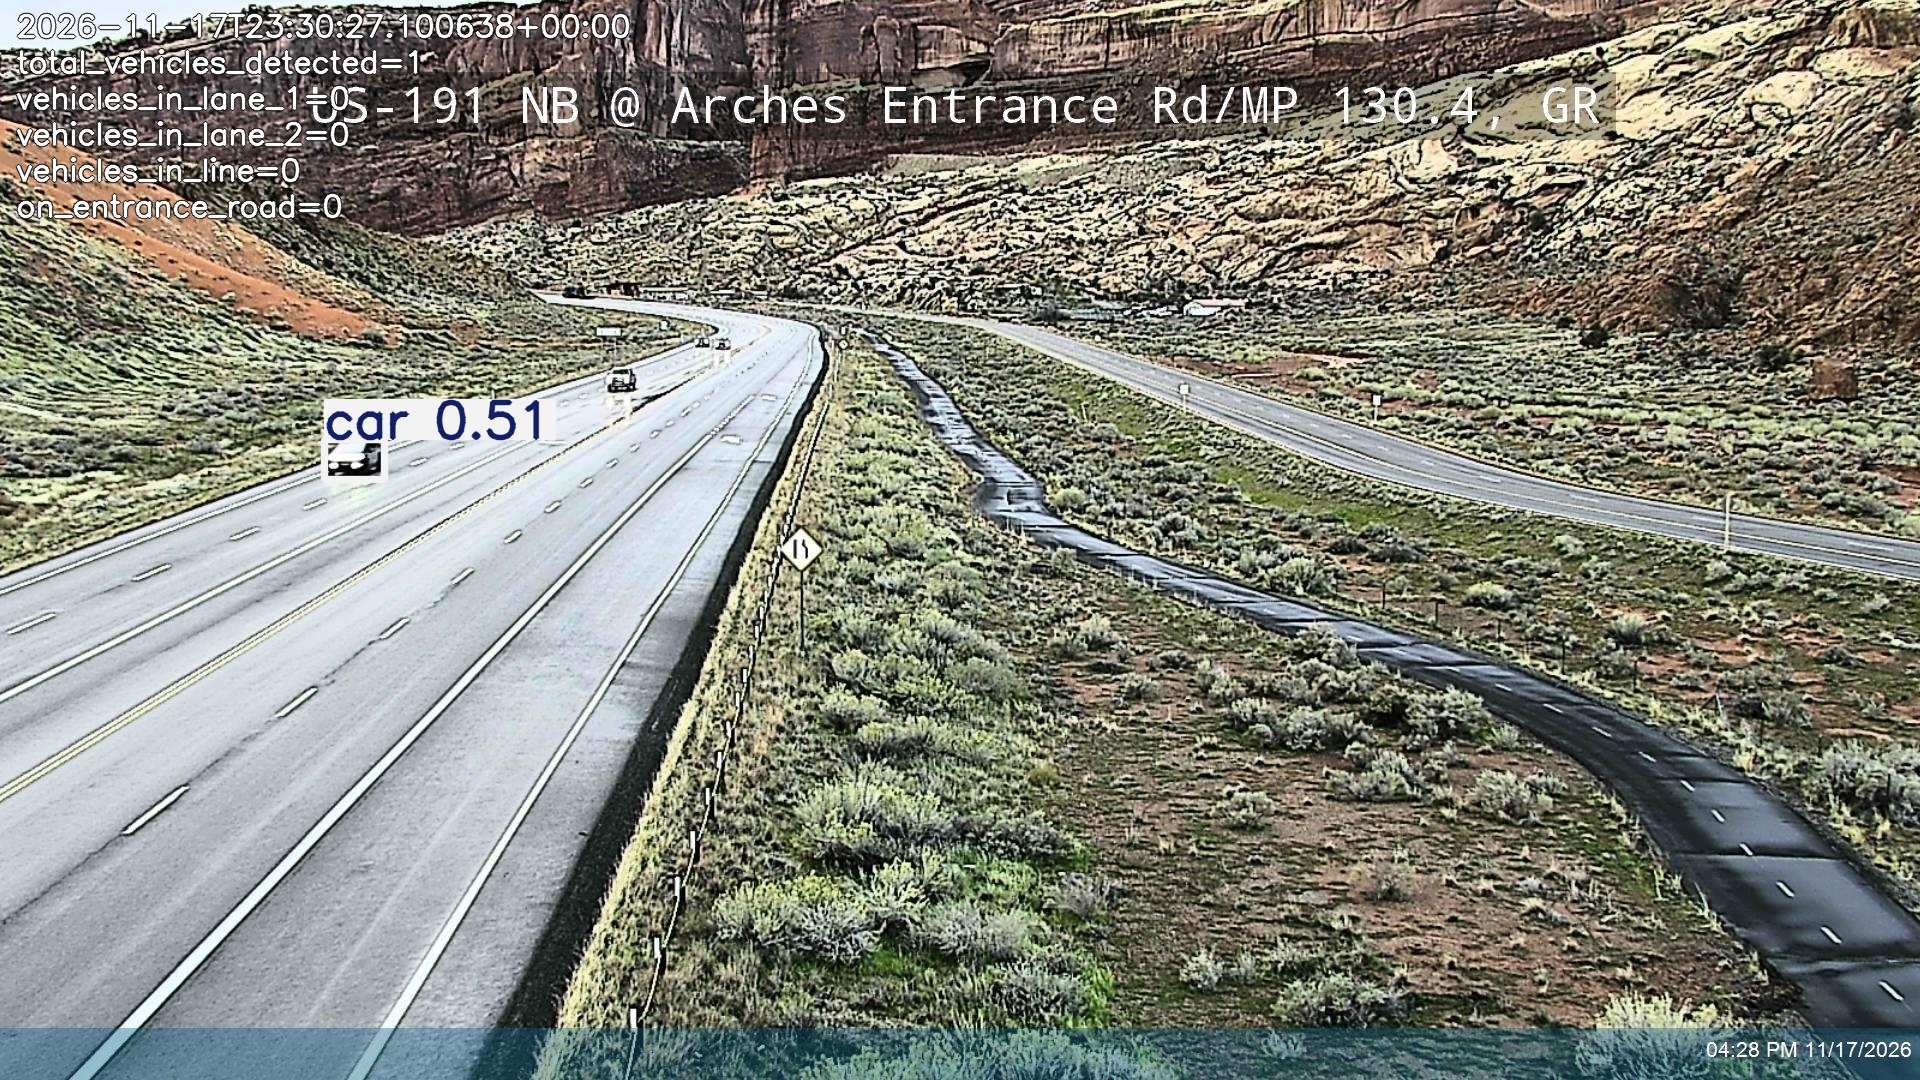 2026-11-17T23:30:27.100638+00:00
total_vehicles_detected=1
vehicles_in_lane_1=0
US-191 NB @ Arches Entrance Rd/MP 130.4, GR
vehicles_in_lane_2=0
vehicles_in_line=0
on_entrance_road=0
car 0.51
04:28 PM 11/17/2026